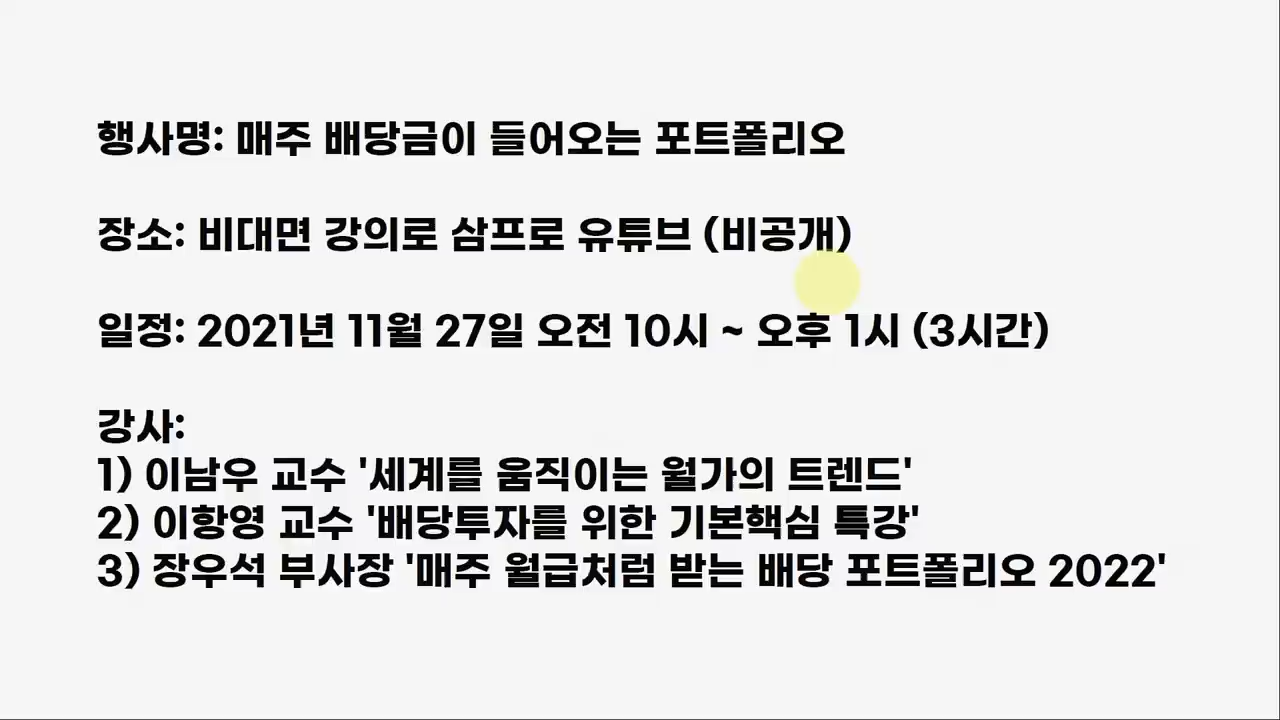 행사명: 매주 배당금이 들어오는 포트폴리오
장소: 비대면 강의로 삼프로 유튜브 (비공개)
일정: 2021년 11월 27일 오전 10시 ~ 오후 1시 (3시간)
강사:
1) 이남우 교수 '세계를 움직이는 월가의 트렌드'
2) 이항영 교수 '배당투자를 위한 기본핵심 특강'
3) 장우석 부사장 '매주 월급처럼 받는 배당 포트폴리오 2022'